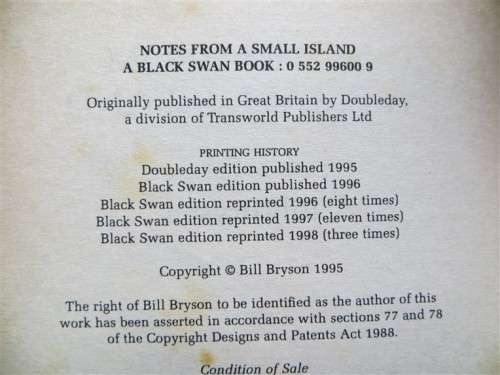 NOTES FROM A SMALL ISLAND
A BLACK SWAN BOOK : 0 552 99600 9
Originally published in Great Britain by Doubleday,
a division of Transworld Publishers Ltd
PRINTING HISTORY
Doubleday edition published 1995
Black Swan edition published 1996
Black Swan edition reprinted 1996 (eight times)
Black Swan edition reprinted 1997 (eleven times)
Black Swan edition reprinted 1998 (three times)
Copyright © Bill Bryson 1995
The right of Bill Bryson to be identified as the author of this
work has been asserted in accordance with sections 77 and 78
of the Copyright Designs and Patents Act 1988.
Condition of Sale